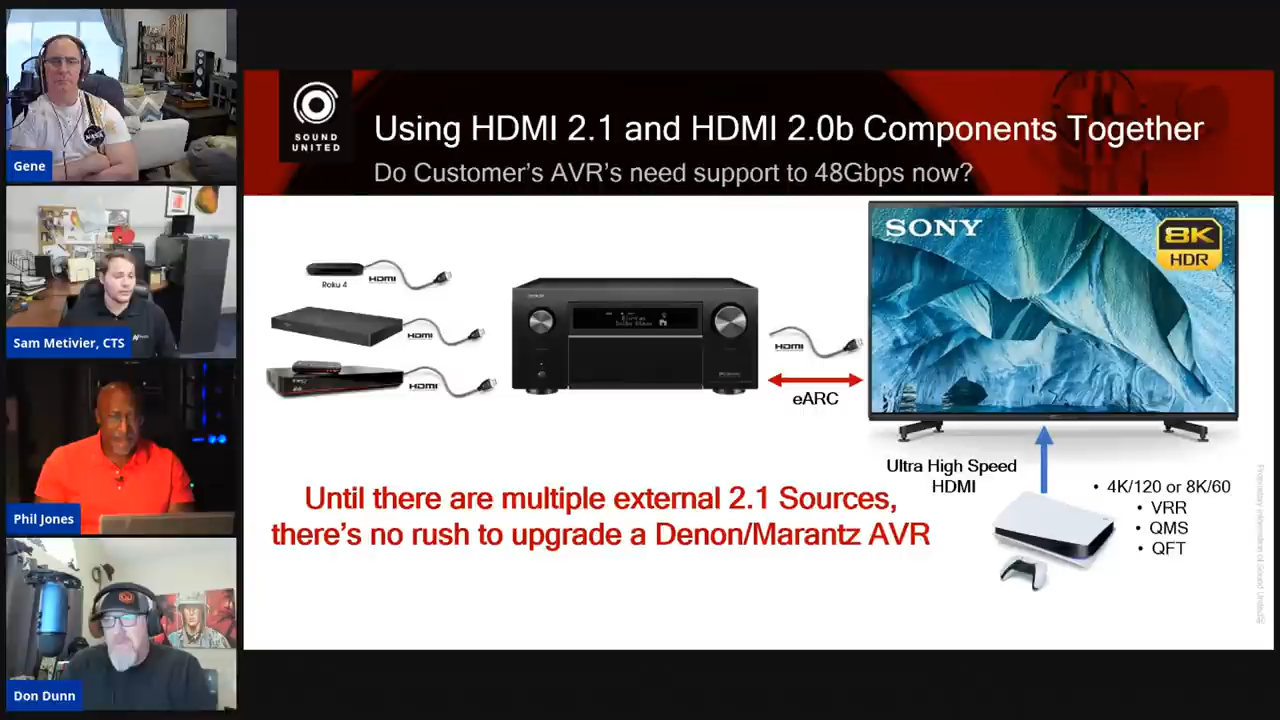 Gene
Sam Metivier, CTS
Phil Jones
Don Dunn
SOUND
UNITED
Using HDMI 2.1 and HDMI 2.0b Components Together
Do Customer's AVR's need support to 48Gbps now?
Roku 4
HDMI
HDMI
HDMI
HDMI
eARC
SONY
8K
HDR
Ultra High Speed
HDMI
• 4K/120 or 8K/60
• VRR
• QMS
• QFT
Until there are multiple external 2.1 Sources,
there's no rush to upgrade a Denon/Marantz AVR